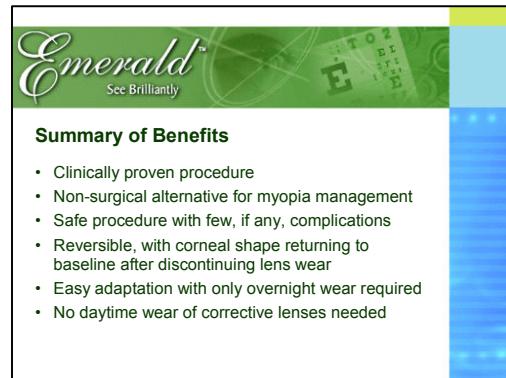 Emerald™
See Brilliantly
T O Z
E L
E
Summary of Benefits
• Clinically proven procedure
• Non-surgical alternative for myopia management
• Safe procedure with few, if any, complications
• Reversible, with corneal shape returning to
baseline after discontinuing lens wear
• Easy adaptation with only overnight wear required
• No daytime wear of corrective lenses needed